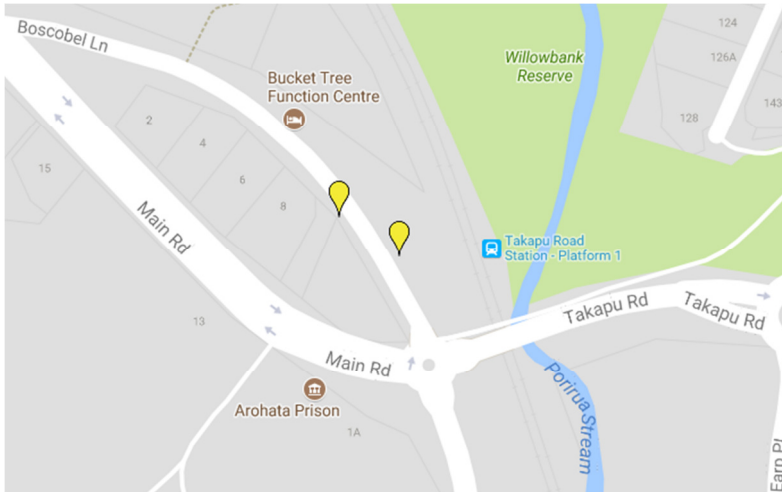 Boscobel Ln
124
Willowbank
Reserve
126A
Bucket Tree
Function Centre
143
128
2
4
15
6
8
Main Rd
Takapu Road
Station - Platform 1
Takapu Rd
Takapu Rd
13
Main Rd
Arohata Prison
Porirua Stream
1A